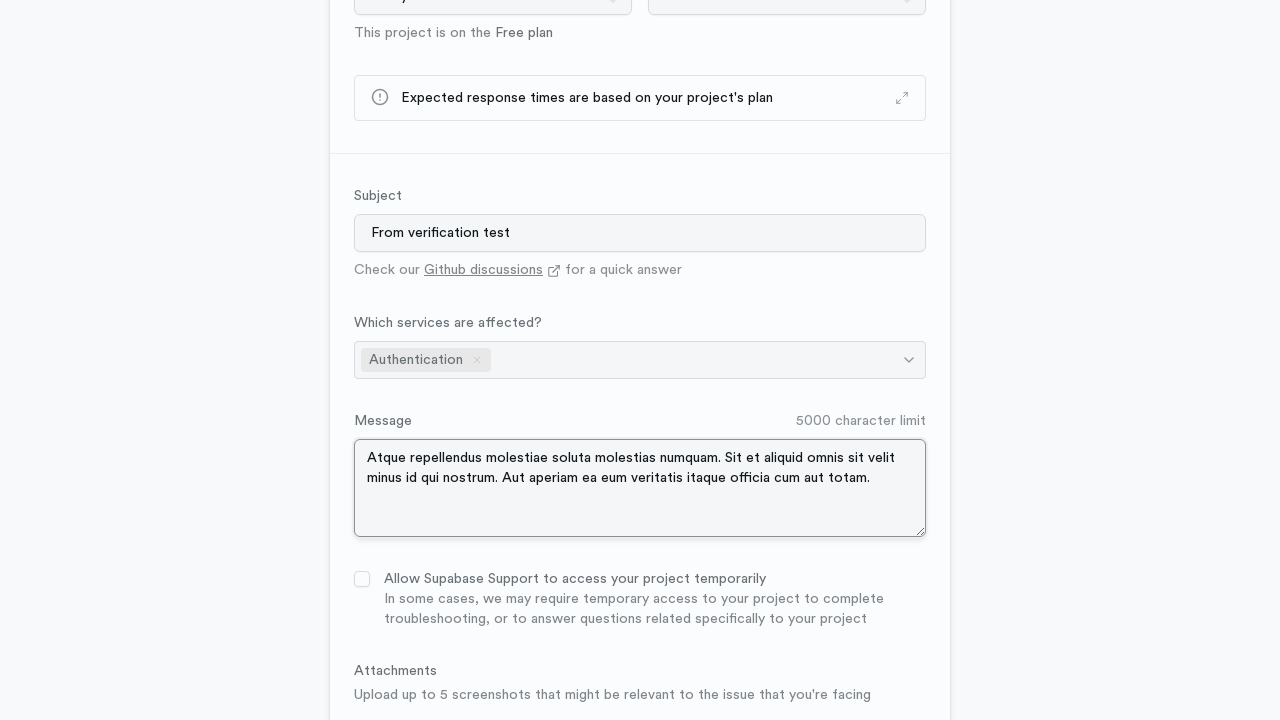 This project is on the Free plan
Expected response times are based on your project's plan
Subject
From verification test
Check our Github discussions for a quick answer
Which services are affected?
Authentication
Message
5000 character limit
Atque repellendus molestiae soluta molestias numquam. Sit et aliquid omnis sit velit
minus id qui nostrum. Aut aperiam ea eum veritatis itaque officia cum aut totam.
Allow Supabase Support to access your project temporarily
In some cases, we may require temporary access to your project to complete
troubleshooting, or to answer questions related specifically to your project
Attachments
Upload up to 5 screenshots that might be relevant to the issue that you're facing